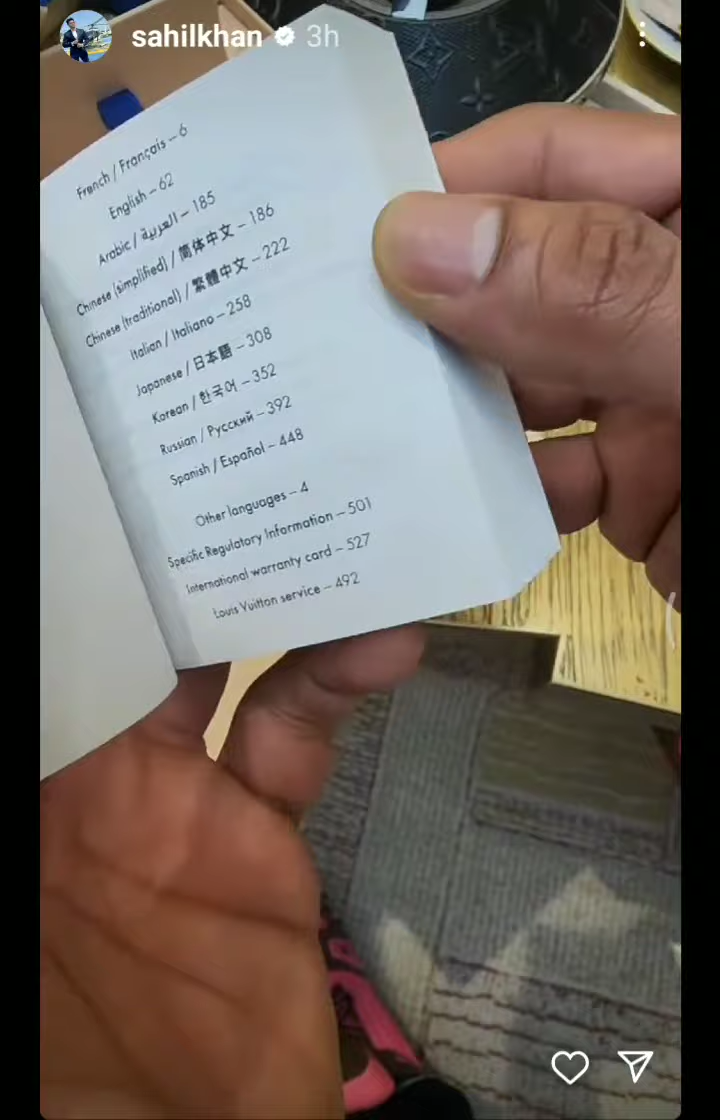 sahilkhan 3h
French / Français – 6
English – 62
Arabic / العربية – 185
Chinese (simplified) / 简体中文 – 186
Chinese (traditional) / 繁體中文 – 222
Italian / Italiano – 258
Japanese / 日本語 – 308
Korean / 한국어 – 352
Russian / Русский – 392
Spanish / Español – 448
Other languages – 4
Specific Regulatory Information – 501
International warranty card – 527
Louis Vuitton service – 492